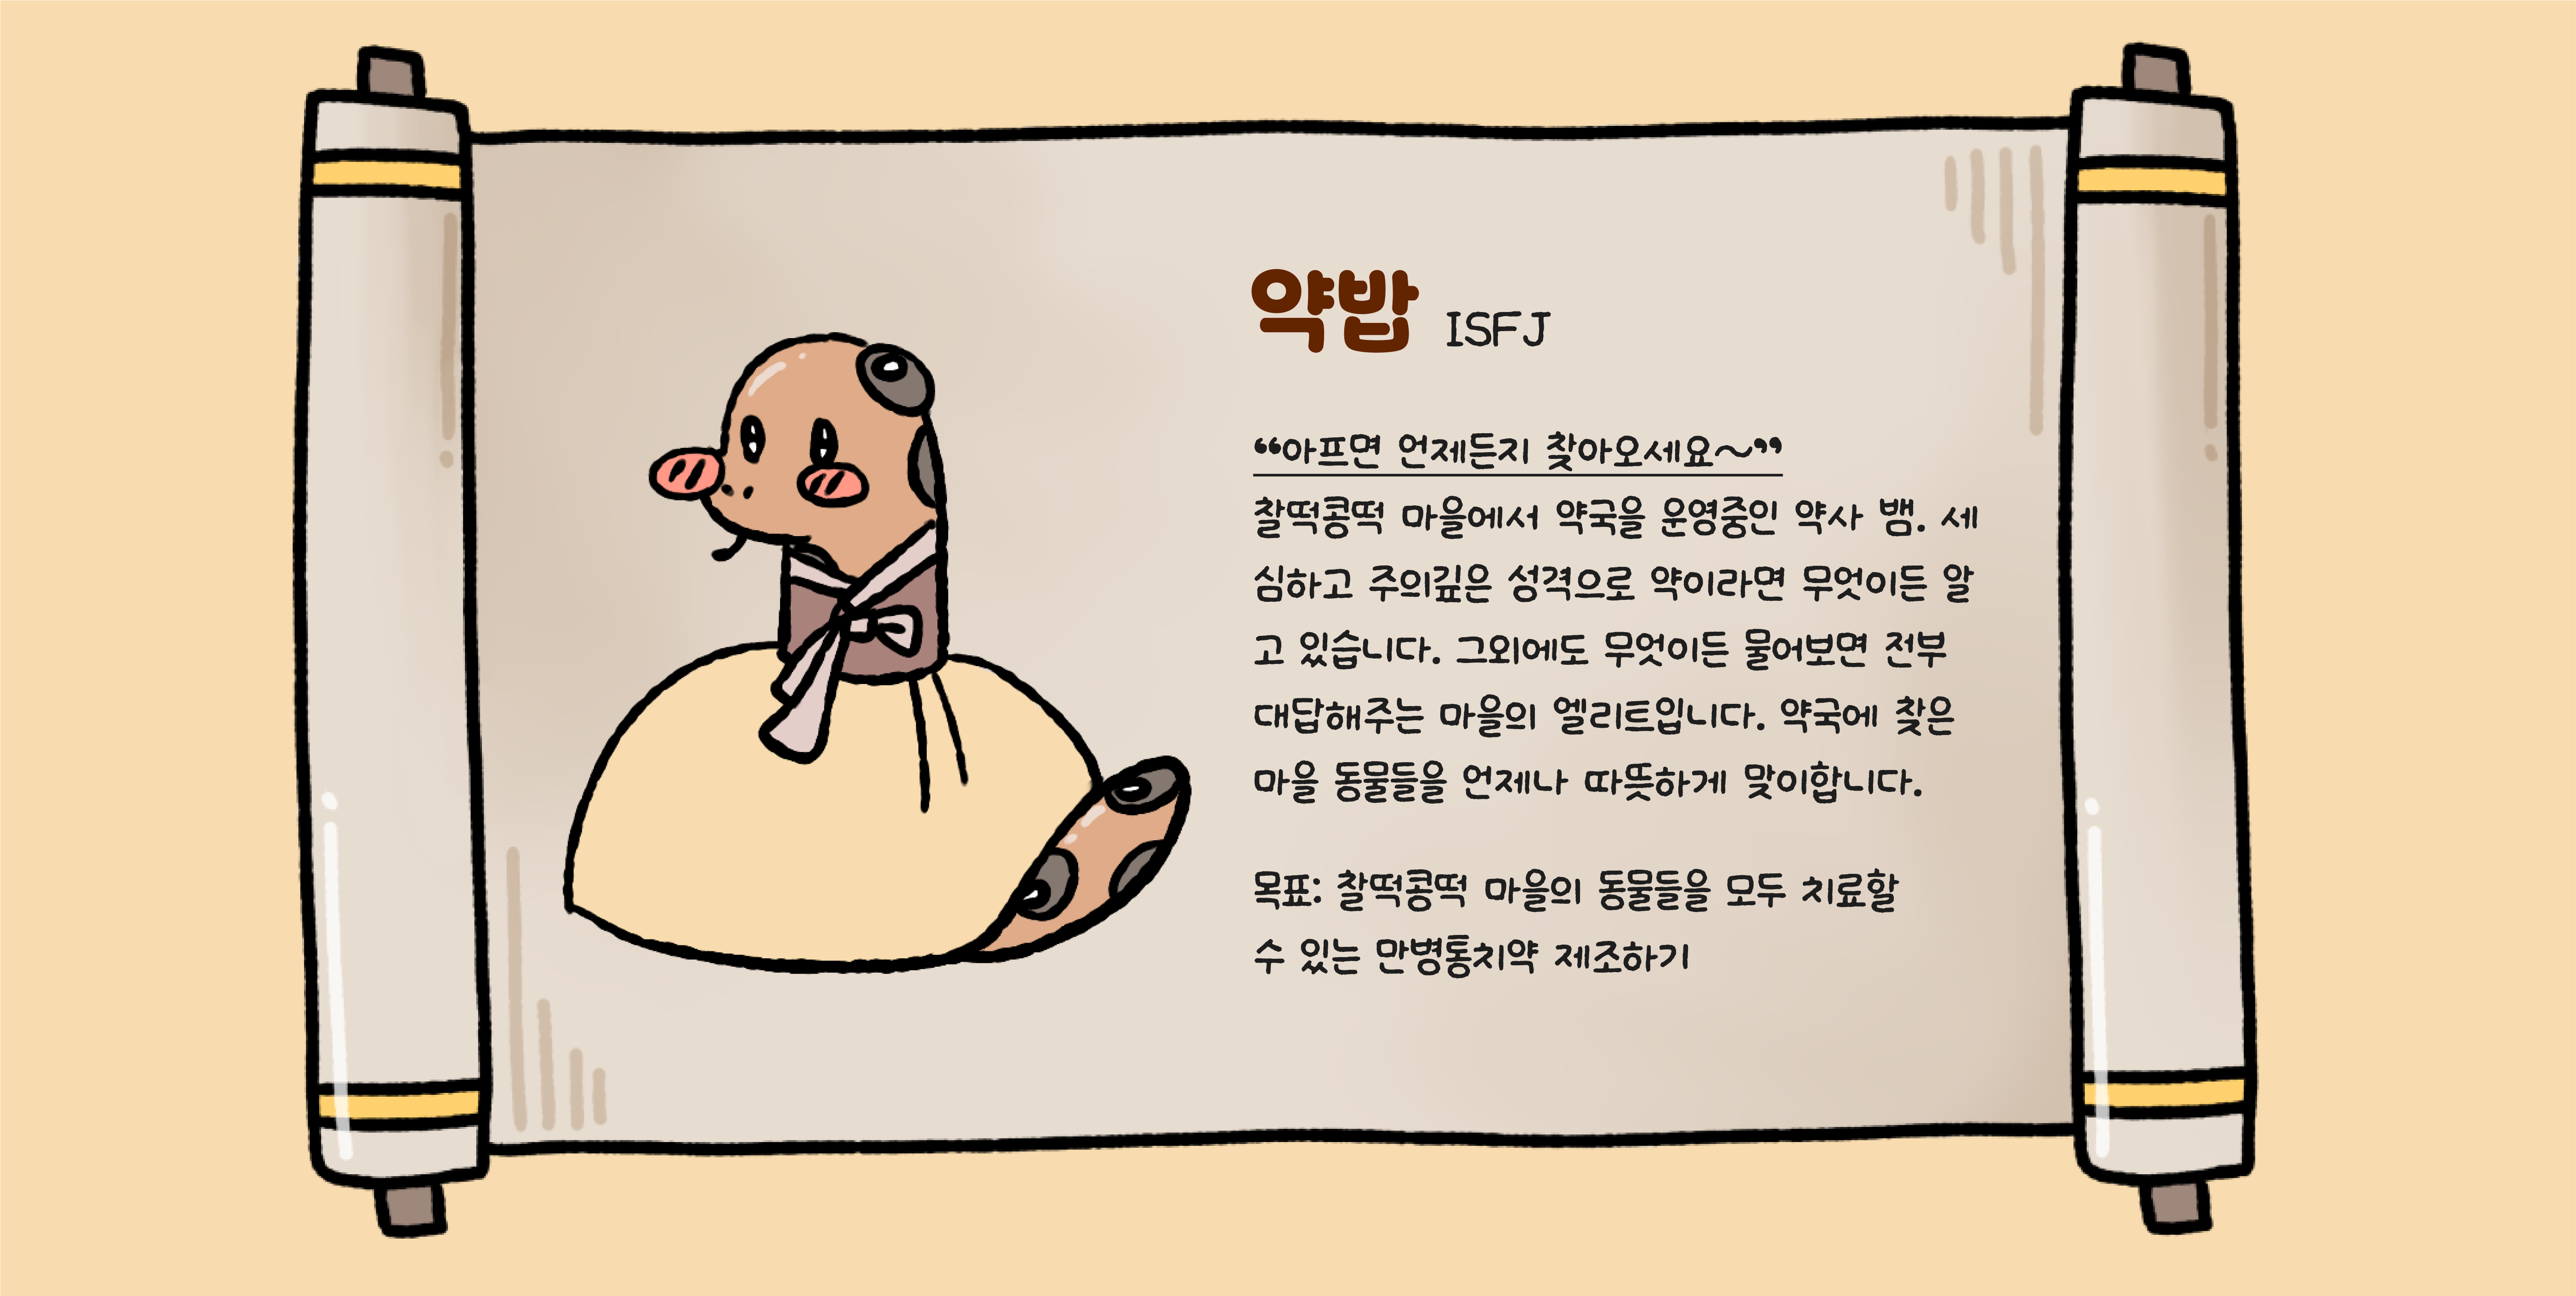 약밥 ISFJ
“아프면 언제든지 찾아오세요~”
찰떡콩떡 마을에서 약국을 운영중인 약사 뱀. 세
심하고 주의깊은 성격으로 약이라면 무엇이든 알
고 있습니다. 그외에도 무엇이든 물어보면 전부
대답해주는 마을의 엘리트입니다. 약국에 찾은
마을 동물들을 언제나 따뜻하게 맞이합니다.
목표: 찰떡콩떡 마을의 동물들을 모두 치료할
수 있는 만병통치약 제조하기